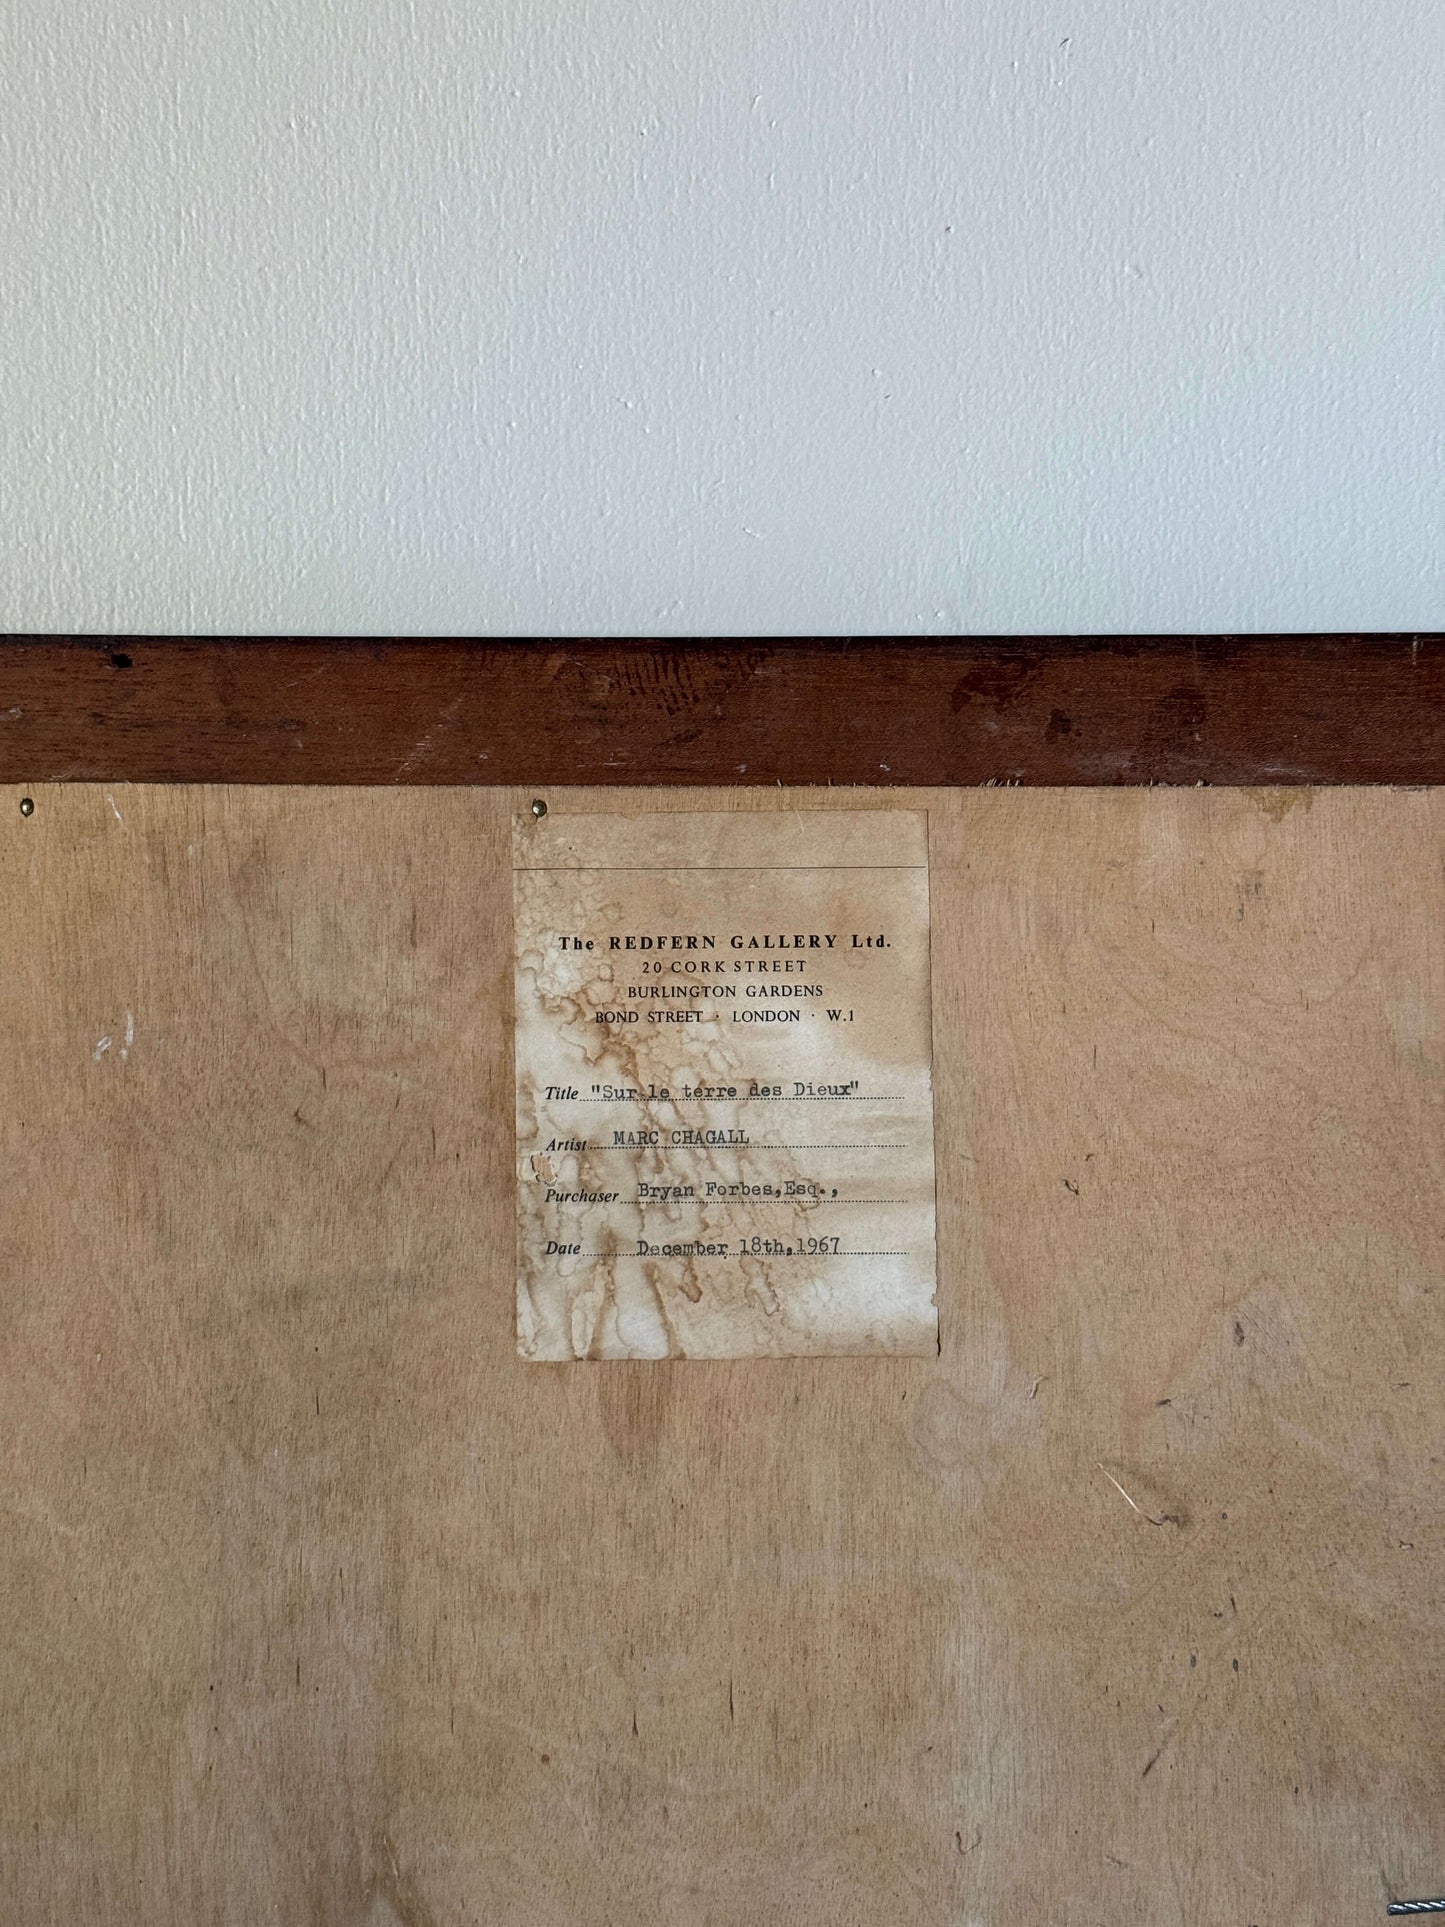 The REDFERN GALLERY Ltd.
20 CORK STREET
BURLINGTON GARDENS
BOND STREET · LONDON · W.1
Title "Sur le terre des Dieux"
Artist MARC CHAGALL
Purchaser Bryan Forbes,Esq.,
Date December 18th,1967